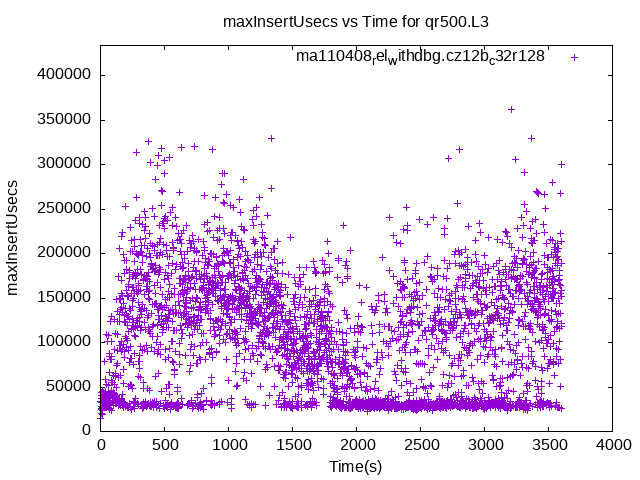 maxInsertUsecs vs Time for qr500.L3
ma110408relwithdbg.cz12bc32r128
400000
350000
300000
250000
200000
150000
100000
50000
0
maxInsertUsecs
0 500 1000 1500 2000 2500 3000 3500 4000
Time(s)